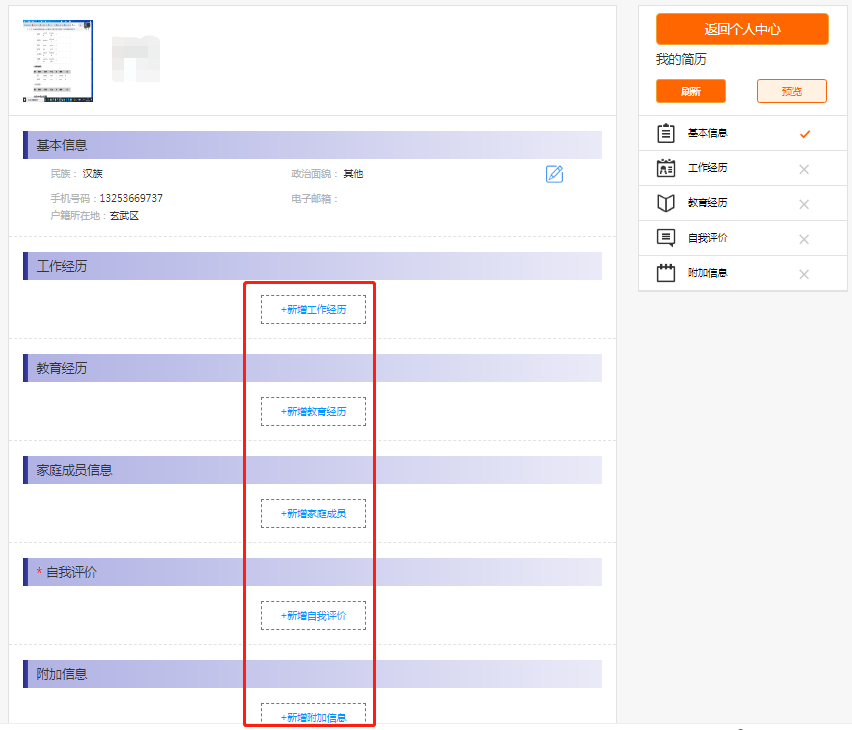 基本信息
民族： 汉族
政治面貌： 其他
手机号码：13253669737
电子邮箱：
户籍所在地：玄武区
工作经历
+新增工作经历
教育经历
+新增教育经历
家庭成员信息
+新增家庭成员
* 自我评价
+新增自我评价
附加信息
+新增附加信息
返回个人中心
我的简历
刷新
预览
基本信息
工作经历
教育经历
自我评价
附加信息